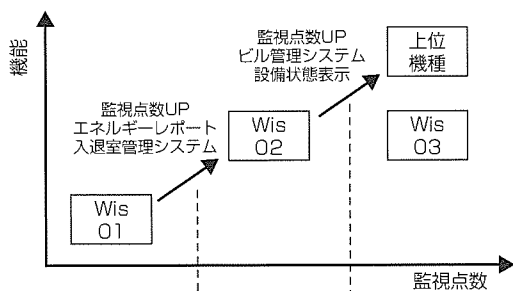 機能
監視点数UP
ビル管理システム
設備状態表示
上位
機種
監視点数UP
エネルギーレポート
入退室管理システム
Wis
02
Wis
03
Wis
01
監視点数